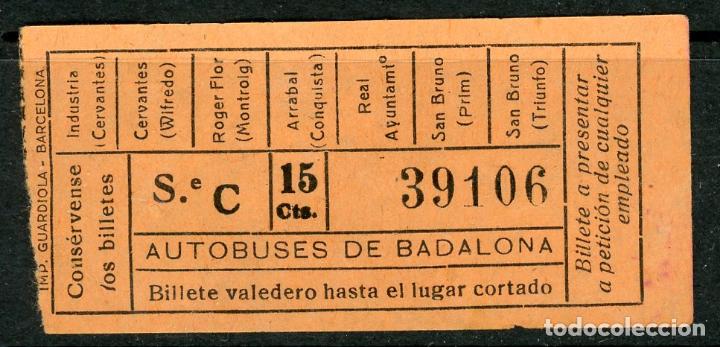 IMP. GUARDIOLA - BARCELONA
Industria
(Cervantes)
Cervantes
(Wifredo)
Roger Flor
(Montroig)
Arrabal
(Conquista)
Real
Ayuntamtº
San Bruno
(Prim)
San Bruno
(Triunfo)
Consérvense
los billetes
S.e C
15
Cts.
39106
AUTOBUSES DE BADALONA
Billete valedero hasta el lugar cortado
Billete a presentar
a petición de cualquier
empleado
todocoleccion.net